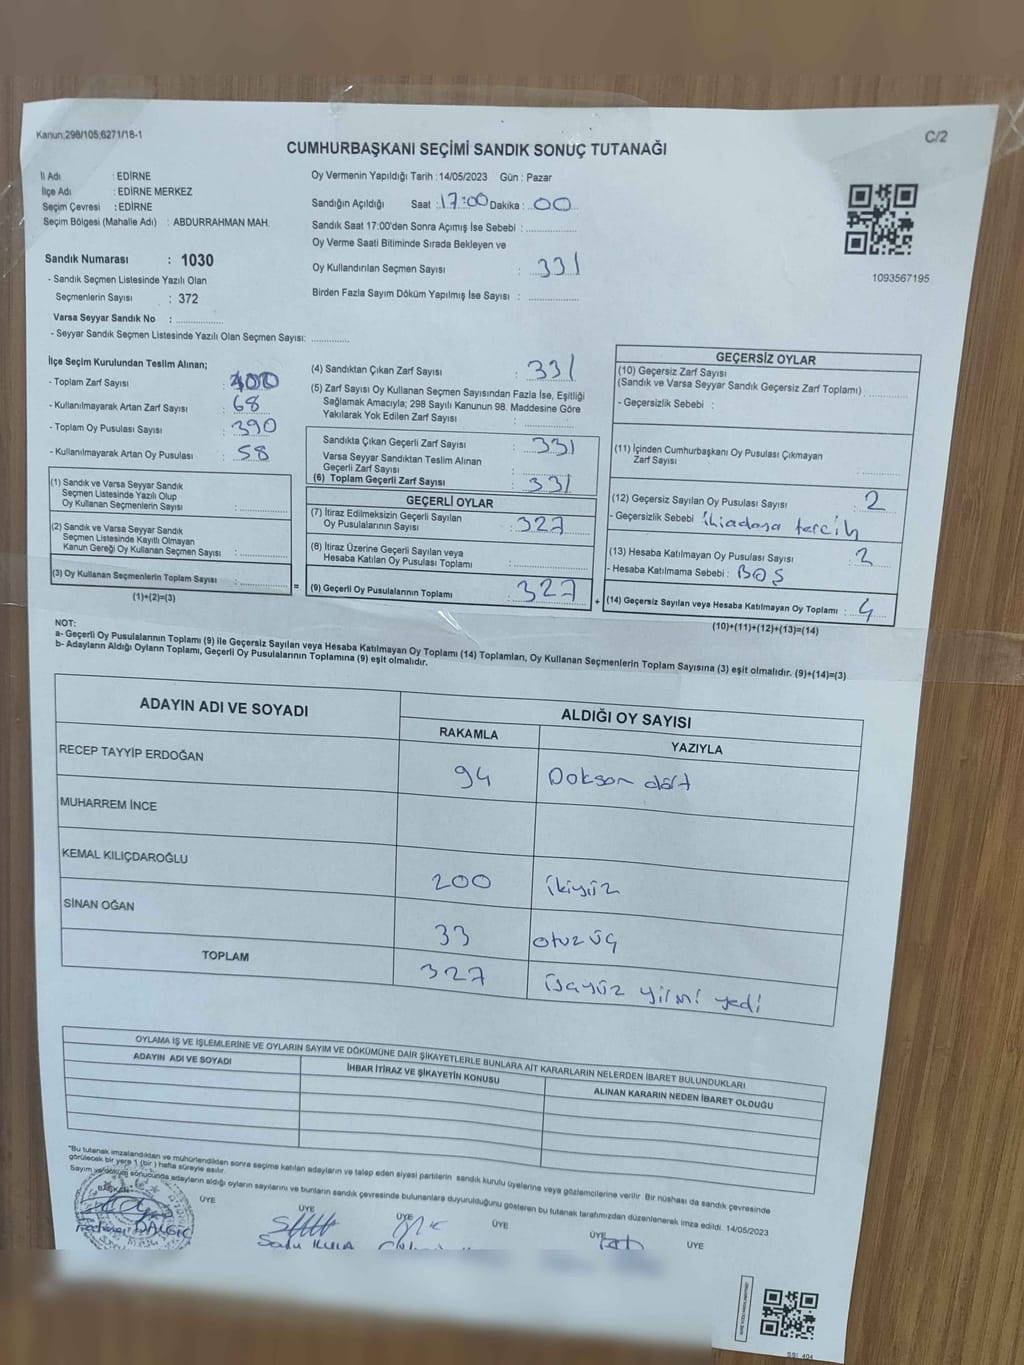 Kanun:298/105;6271/18-1
C/2
CUMHURBAŞKANI SEÇİMİ SANDIK SONUÇ TUTANAĞI
İl Adı : EDİRNE
İlçe Adı : EDİRNE MERKEZ
Seçim Çevresi : EDİRNE
Seçim Bölgesi (Mahalle Adı) : ABDURRAHMAN MAH.
Sandık Numarası : 1030
- Sandık Seçmen Listesinde Yazılı Olan
Seçmenlerin Sayısı : 372
Varsa Seyyar Sandık No : ..............
- Seyyar Sandık Seçmen Listesinde Yazılı Olan Seçmen Sayısı: ............
Oy Vermenin Yapıldığı Tarih :14/05/2023 Gün : Pazar
Sandığın Açıldığı Saat :17:00 Dakika :00
Sandık Saat 17:00'den Sonra Açımış İse Sebebi : ..............
Oy Verme Saati Bitiminde Sırada Bekleyen ve
Oy Kullandırılan Seçmen Sayısı : 331
Birden Fazla Sayım Döküm Yapılmış İse Sayısı : ..............
1093567195
İlçe Seçim Kurulundan Teslim Alınan;
- Toplam Zarf Sayısı : 400
- Kullanılmayarak Artan Zarf Sayısı : 68
- Toplam Oy Pusulası Sayısı : 390
- Kullanılmayarak Artan Oy Pusulası : 58
(1) Sandık ve Varsa Seyyar Sandık
Seçmen Listesinde Yazılı Olup
Oy Kullanan Seçmenlerin Sayısı :
(2) Sandık ve Varsa Seyyar Sandık
Seçmen Listesinde Kayıtlı Olmayan
Kanun Gereği Oy Kullanan Seçmen Sayısı :
(3) Oy Kullanan Seçmenlerin Toplam Sayısı :
(1)+(2)=(3)
=
(4) Sandıktan Çıkan Zarf Sayısı : 331
(5) Zarf Sayısı Oy Kullanan Seçmen Sayısından Fazla İse, Eşitliği
Sağlamak Amacıyla; 298 Sayılı Kanunun 98. Maddesine Göre
Yakılarak Yok Edilen Zarf Sayısı :
Sandıkta Çıkan Geçerli Zarf Sayısı : 331
Varsa Seyyar Sandıktan Teslim Alınan
Geçerli Zarf Sayısı :
(6) Toplam Geçerli Zarf Sayısı : 331
GEÇERLİ OYLAR
(7) İtiraz Edilmeksizin Geçerli Sayılan
Oy Pusulalarının Sayısı : 327
(8) İtiraz Üzerine Geçerli Sayılan veya
Hesaba Katılan Oy Pusulası Toplamı :
(9) Geçerli Oy Pusulalarının Toplamı : 327
+
GEÇERSİZ OYLAR
(10) Geçersiz Zarf Sayısı
(Sandık ve Varsa Seyyar Sandık Geçersiz Zarf Toplamı) :
- Geçersizlik Sebebi :
(11) İçinden Cumhurbaşkanı Oy Pusulası Çıkmayan
Zarf Sayısı :
(12) Geçersiz Sayılan Oy Pusulası Sayısı : 2
- Geçersizlik Sebebi : tercih
(13) Hesaba Katılmayan Oy Pusulası Sayısı : 2
- Hesaba Katılmama Sebebi : BOŞ
(14) Geçersiz Sayılan veya Hesaba Katılmayan Oy Toplamı : 4
(10)+(11)+(12)+(13)=(14)
NOT:
a- Geçerli Oy Pusulalarının Toplamı (9) ile Geçersiz Sayılan veya Hesaba Katılmayan Oy Toplamı (14) Toplamları, Oy Kullanan Seçmenlerin Toplam Sayısına (3) eşit olmalıdır. (9)+(14)=(3)
b- Adayların Aldığı Oyların Toplamı, Geçerli Oy Pusulalarının Toplamına (9) eşit olmalıdır.
ADAYIN ADI VE SOYADI
ALDIĞI OY SAYISI
RAKAMLA YAZIYLA
RECEP TAYYİP ERDOĞAN 94 Doksan dört
MUHARREM İNCE
KEMAL KILIÇDAROĞLU 200 ikiyüz
SİNAN OĞAN 33 otuzüç
TOPLAM 327 yirmi yedi
OYLAMA İŞ VE İŞLEMLERİNE VE OYLARIN SAYIM VE DÖKÜMÜNE DAİR ŞİKAYETLERLE BUNLARA AİT KARARLARIN NELERDEN İBARET BULUNDUKLARI
ADAYIN ADI VE SOYADI
İHBAR İTİRAZ VE ŞİKAYETİN KONUSU
ALINAN KARARIN NEDEN İBARET OLDUĞU
"Bu tutanak imzalandıktan ve mühürlendikten sonra seçime katılan adayların ve talep eden siyasi partilerin sandık kurulu üyelerine veya gözlemcilerine verilir. Bir nüshası da sandık çevresinde
görülecek bir yere 1 (bir) hafta süreyle asılır.
Sayım ve döküm sonucunda adayların aldığı oyların sayılarını ve bunların sandık çevresinde bulunanlara duyurulduğunu gösteren bu tutanak tarafımızdan düzenlenerek imza edildi. 14/05/2023
BAŞKAN ÜYE ÜYE ÜYE ÜYE ÜYE ÜYE